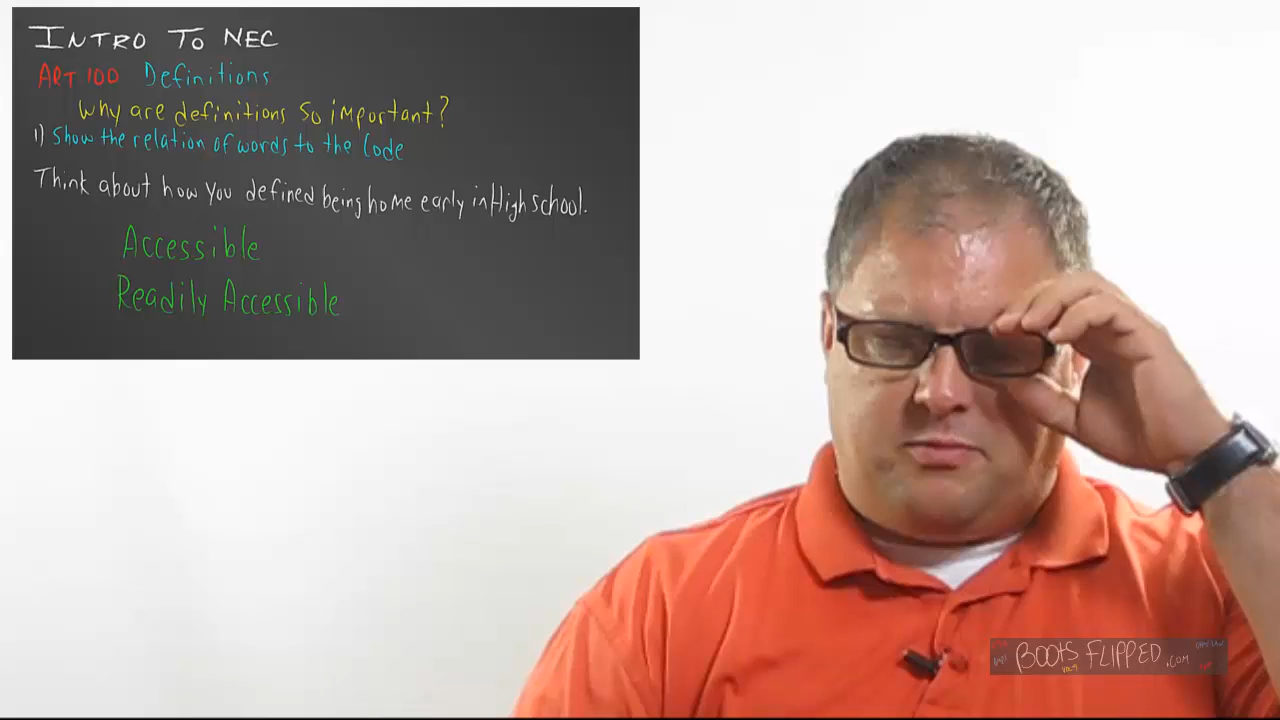 INTRO TO NEC
ART 100 Definitions
Why are definitions so important?
1) Show the relation of words to the Code
Think about how You defined being home early in High school.
Accessible
Readily Accessible
BOOTS FLIPPED.COM
VOLTS